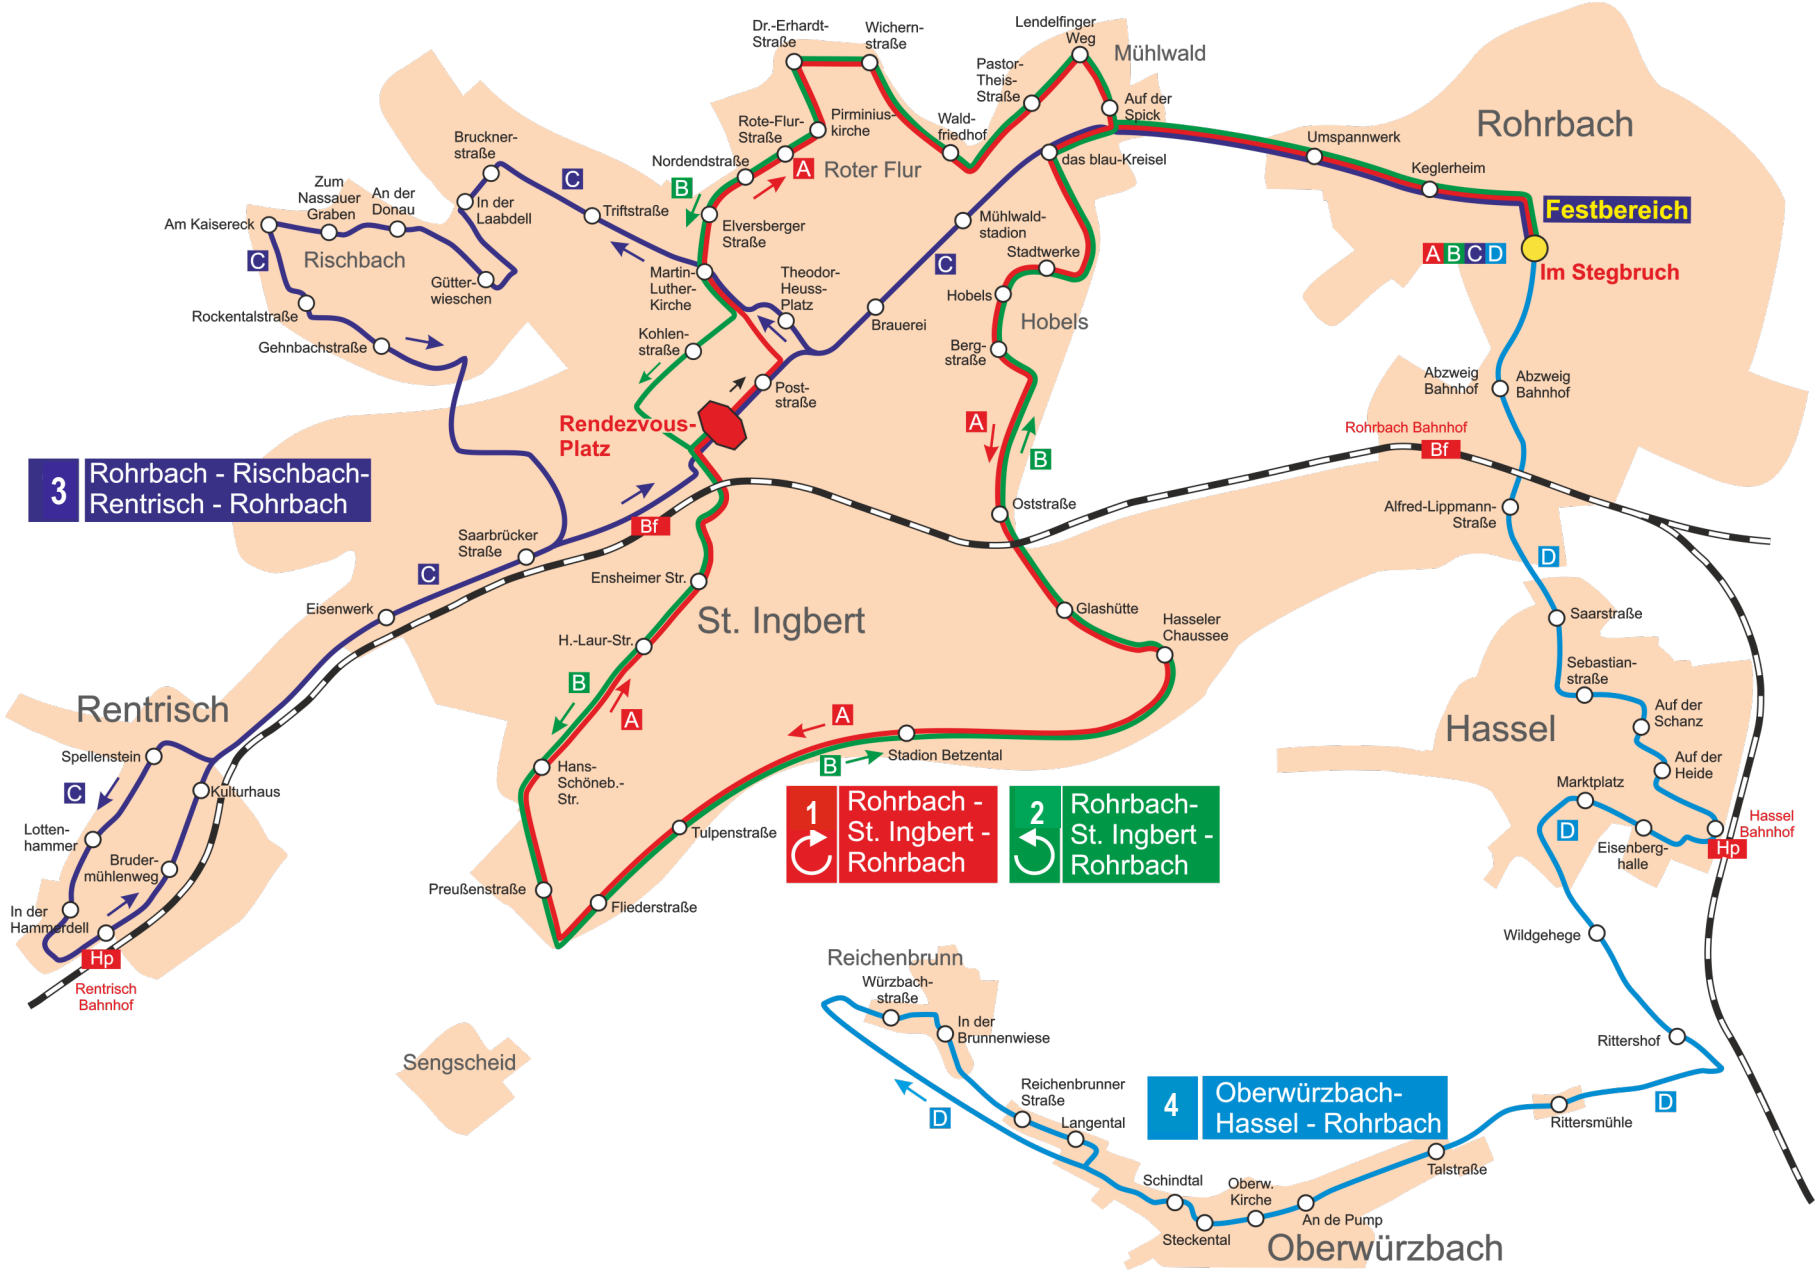 Dr.-Erhardt-
Straße
Wichern-
straße
Lendelfinger
Weg
Mühlwald
Pastor-
Theis-
Straße
Auf der
Spick
Rohrbach
Rote-Flur-
Straße
Pirminius-
kirche
Wald-
friedhof
Umspannwerk
Bruckner-
straße
Nordendstraße
A
Roter Flur
das blau-Kreisel
Keglerheim
Zum
Nassauer
Graben
An der
Donau
C
B
In der
Laabdell
Triftstraße
Festbereich
Am Kaisereck
Elversberger
Straße
Mühlwald-
stadion
Rischbach
C
Stadtwerke
A B C D
Im Stegbruch
Gütter-
wieschen
Martin-
Luther-
Kirche
Theodor-
Heuss-
Platz
C
Hobels
Rockentalstraße
Brauerei
Hobels
Gehnbachstraße
Kohlen-
straße
Berg-
straße
Post-
straße
Abzweig
Bahnhof
Abzweig
Bahnhof
Rendezvous-
Platz
A
B
Rohrbach Bahnhof
Bf
3
Rohrbach - Rischbach-
Rentrisch - Rohrbach
Oststraße
Alfred-Lippmann-
Straße
Bf
Saarbrücker
Straße
D
C
Ensheimer Str.
Eisenwerk
St. Ingbert
Glashütte
Hasseler
Chaussee
Saarstraße
H.-Laur-Str.
Sebastian-
straße
B
A
Rentrisch
A
Auf der
Schanz
Hassel
Spellenstein
Stadion Betzental
B
Auf der
Heide
C
Kulturhaus
Hans-
Schöneb.-
Str.
Marktplatz
1
Rohrbach -
St. Ingbert -
Rohrbach
2
Rohrbach-
St. Ingbert -
Rohrbach
Hassel
Bahnhof
Hp
D
Lotten-
hammer
Tulpenstraße
Eisenberg-
halle
Bruder-
mühlenweg
Preußenstraße
Fliederstraße
In der
Hammerdell
Wildgehege
Hp
Rentrisch
Bahnhof
Reichenbrunn
Würzbach-
straße
In der
Brunnenwiese
Rittershof
Sengscheid
Reichenbrunner
Straße
4
Oberwürzbach-
Hassel - Rohrbach
D
D
Langental
Rittersmühle
Talstraße
Schindtal
Oberw.
Kirche
An de Pump
Steckental
Oberwürzbach